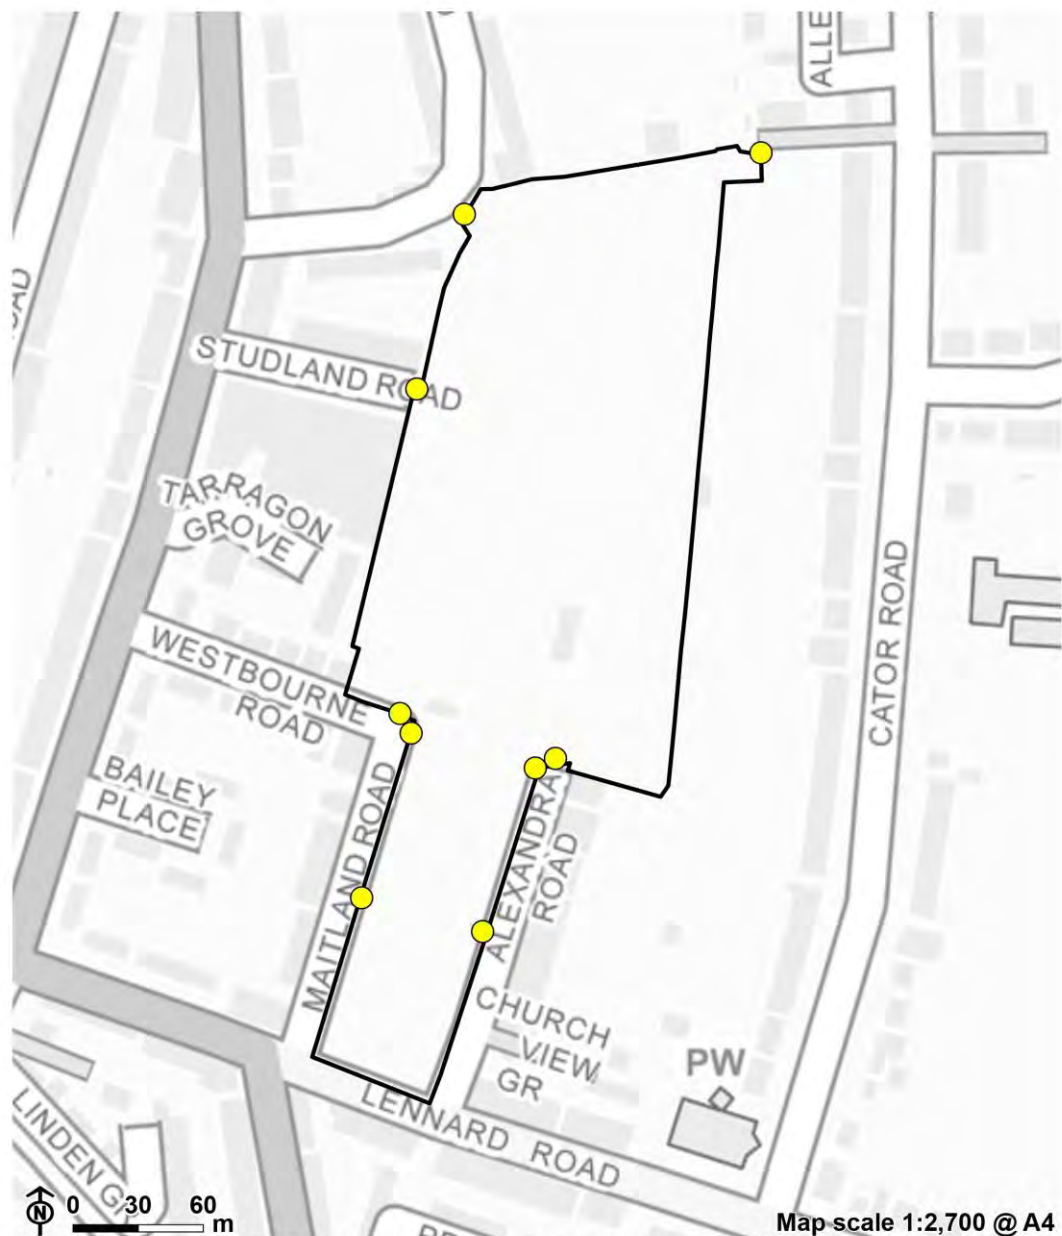 ALLE
OAD
STUDLAND ROAD
TARRAGON
GROVE
WESTBOURNE
ROAD
CATOR ROAD
BAILEY
PLACE
MAITLAND ROAD
ALEXANDRA
ROAD
CHURCH
VIEW
GR
PW
LENNARD ROAD
LINDEN G
N
0 30 60
m
Map scale 1:2,700 @ A4